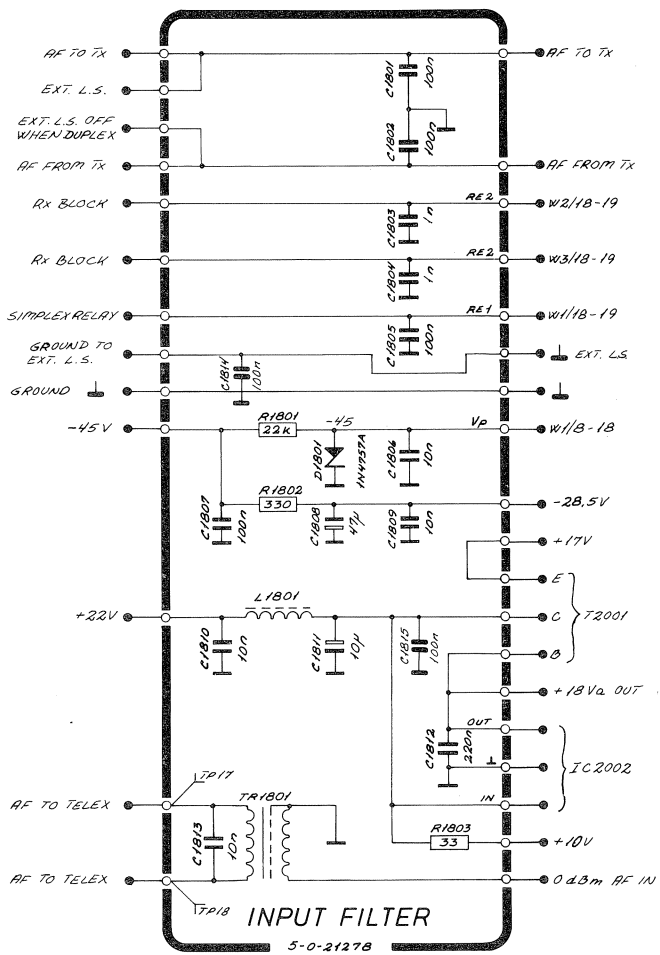 AF TO TX
AF TO TX
C1801
100n
EXT. L.S.
EXT. L.S. OFF
WHEN DUPLEX
C1802
100n
AF FROM TX
AF FROM TX
RX BLOCK
RE2
W2/18-19
C1803
1n
RX BLOCK
RE2
W3/18-19
C1804
1n
SIMPLEX RELAY
RE1
W1/18-19
C1805
100n
GROUND TO
EXT. L.S.
EXT. LS.
C1814
100n
GROUND
-45V
R1801
22K
-45
Vp
W1/8-18
D1801
1N4757A
C1806
10n
R1802
330
-28,5V
C1807
100n
C1808
47µ
C1809
10n
+17V
E
L1801
+22V
C
T2001
C1810
10n
C1811
10µ
C1815
100n
B
+18Va OUT
OUT
C1812
220n
IC2002
IN
TP17
AF TO TELEX
TR1801
R1803
33
+10V
C1813
10n
AF TO TELEX
0 dBm AF IN
TP18
INPUT FILTER
5-0-21278